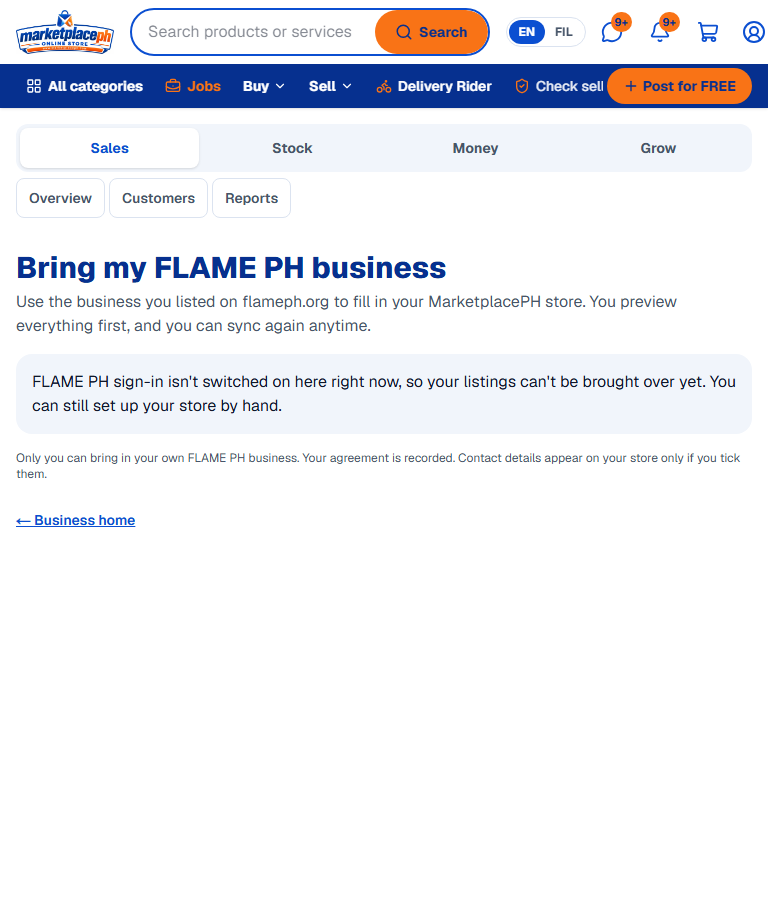 marketplaceph
ONLINE STORE
Search products or services
Search
EN
FIL
9+
9+
All categories
Jobs
Buy
Sell
Delivery Rider
Check sell
+ Post for FREE
Sales
Stock
Money
Grow
Overview
Customers
Reports
Bring my FLAME PH business
Use the business you listed on flameph.org to fill in your MarketplacePH store. You preview
everything first, and you can sync again anytime.
FLAME PH sign-in isn't switched on here right now, so your listings can't be brought over yet. You
can still set up your store by hand.
Only you can bring in your own FLAME PH business. Your agreement is recorded. Contact details appear on your store only if you tick
them.
← Business home